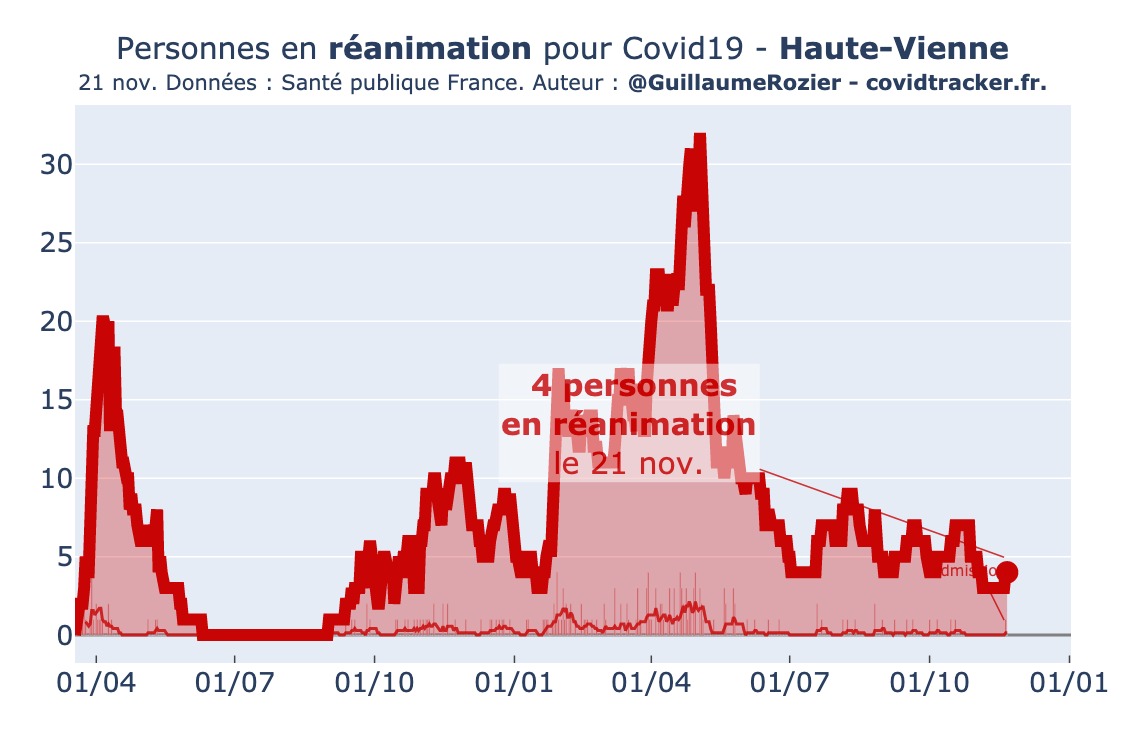 Personnes en réanimation pour Covid19 - Haute-Vienne
21 nov. Données : Santé publique France. Auteur : @GuillaumeRozier - covidtracker.fr.
30
25
20
15
10
5
0
4 personnes
en réanimation
le 21 nov.
01/04 01/07 01/10 01/01 01/04 01/07 01/10 01/01